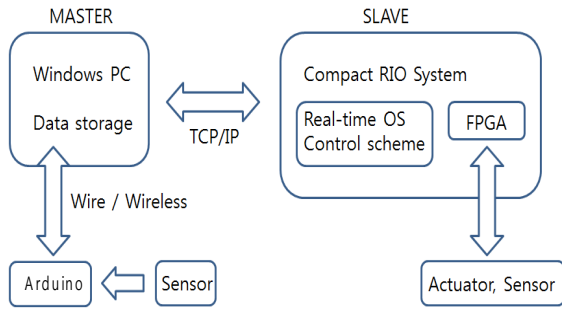 MASTER
SLAVE
Windows PC
Data storage
TCP/IP
Compact RIO System
Real-time OS
Control scheme
FPGA
Wire / Wireless
Arduino
Sensor
Actuator, Sensor